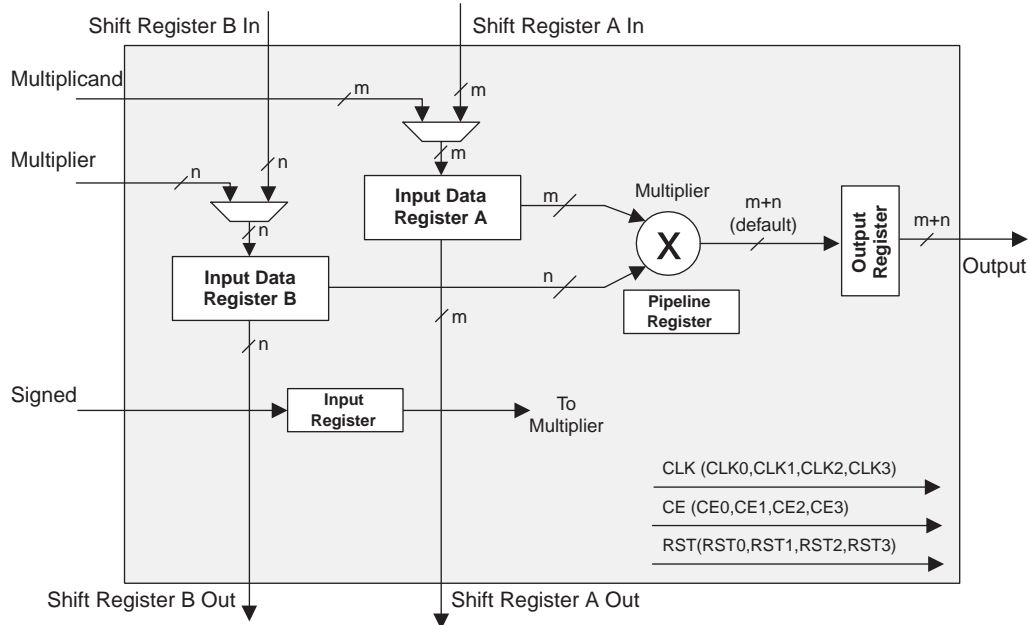 Shift Register B In
Shift Register A In
Multiplicand
m
m
Multiplier
n
n
m
Input Data
Register A
m
Multiplier
X
m+n
(default)
Output
Register
m+n
Output
n
Input Data
Register B
n
Pipeline
Register
m
n
Signed
Input
Register
To
Multiplier
CLK (CLK0,CLK1,CLK2,CLK3)
CE (CE0,CE1,CE2,CE3)
RST(RST0,RST1,RST2,RST3)
Shift Register B Out
Shift Register A Out